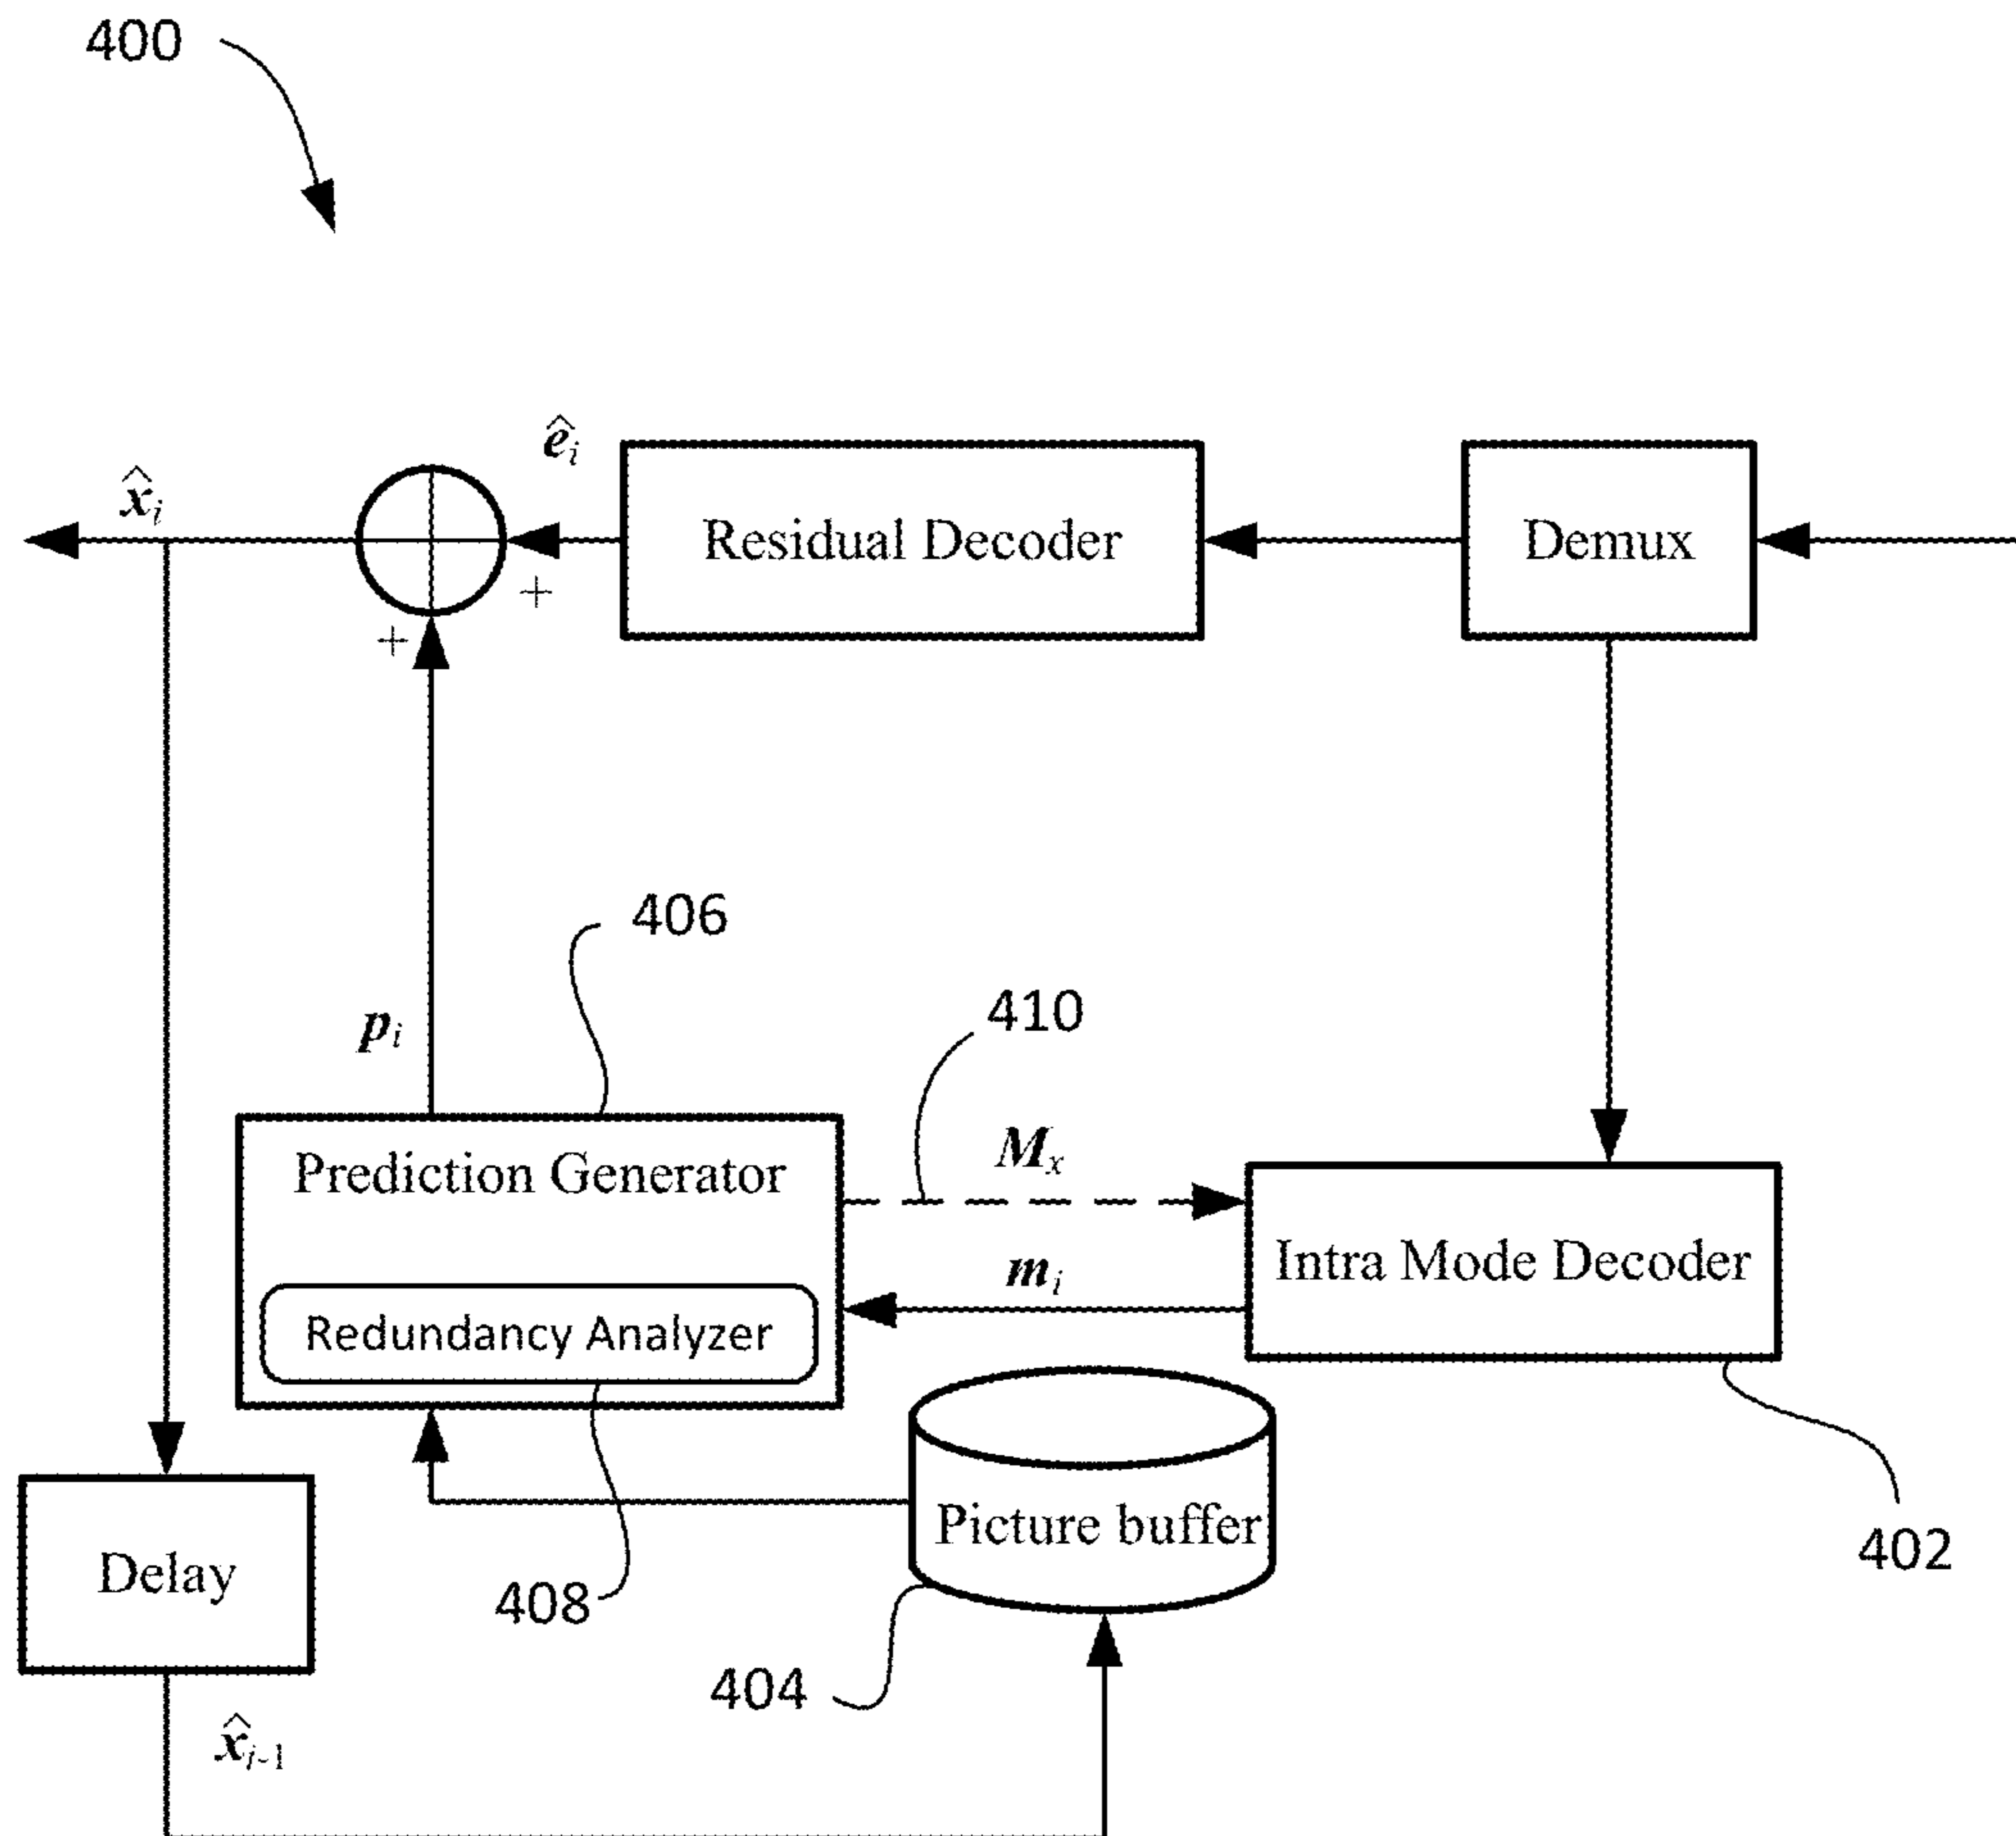 400
x̂i
êi
Residual Decoder
Demux
+
+
406
410
pi
Mx
Prediction Generator
Intra Mode Decoder
mi
Redundancy Analyzer
Picture buffer
402
Delay
408
404
x̂i-1